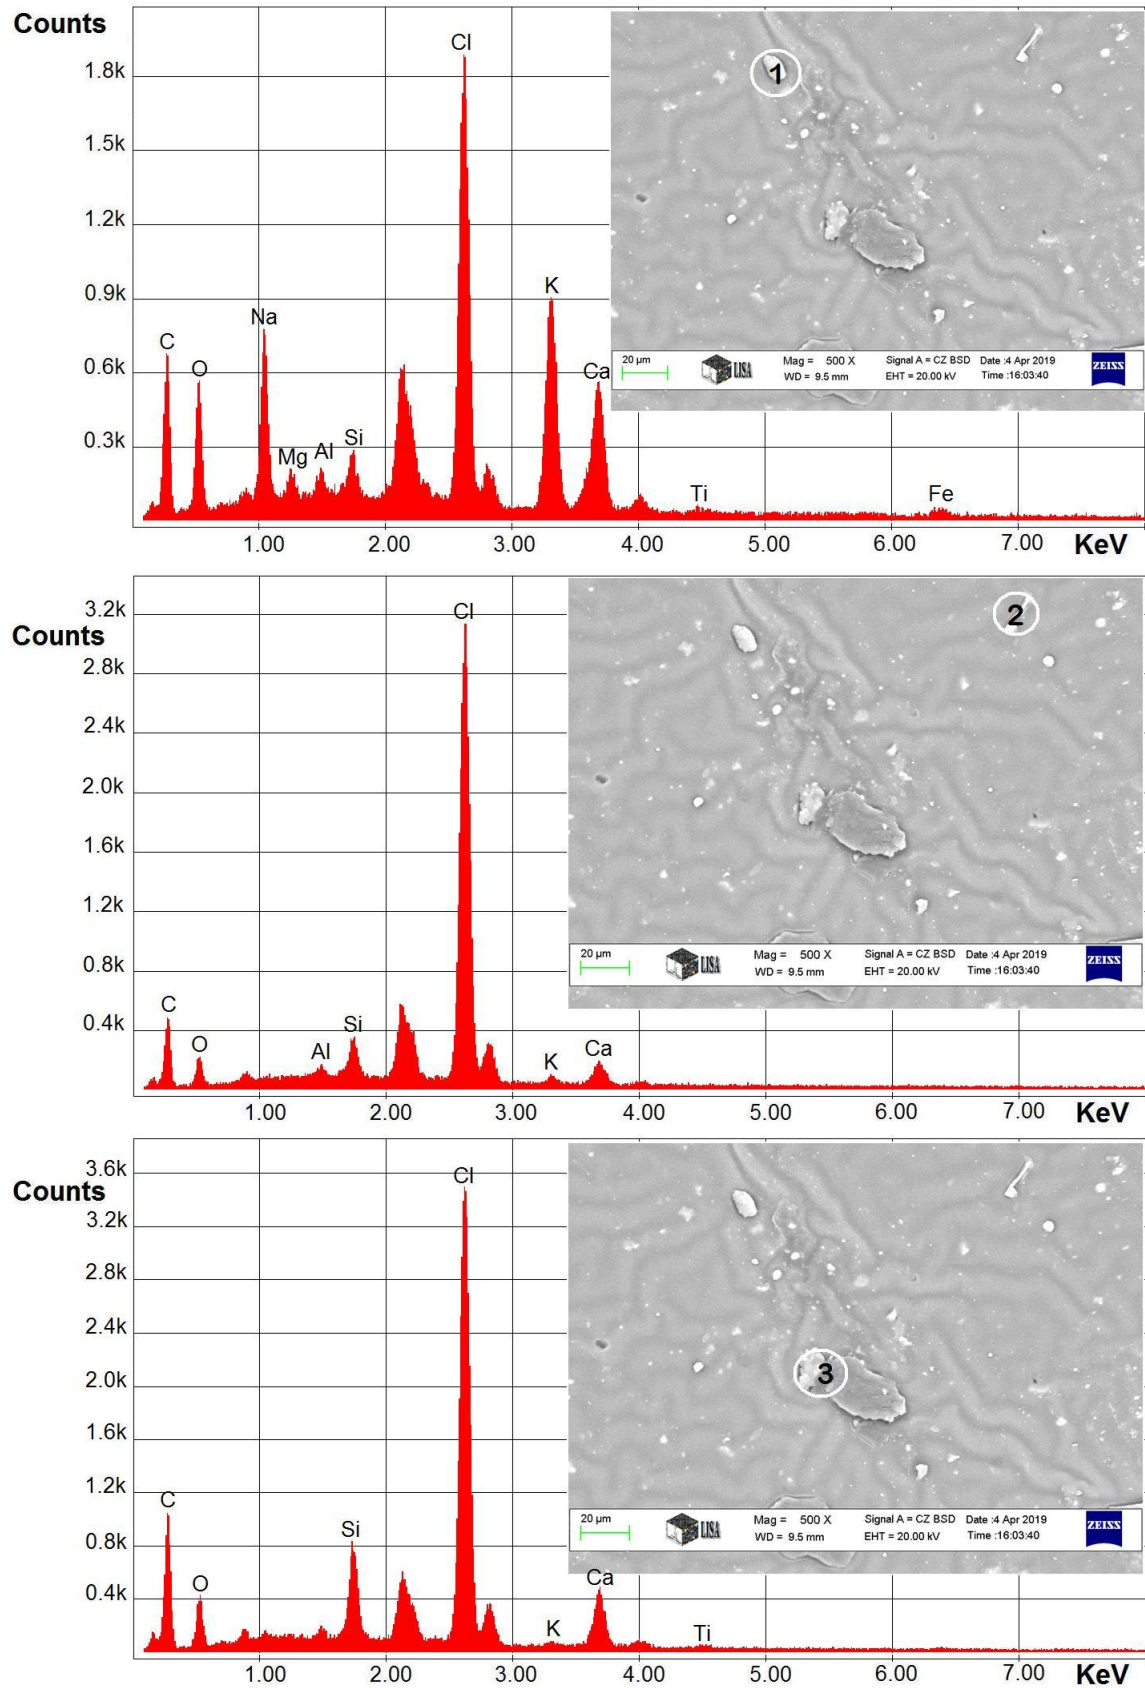 Counts
1.8k
1.5k
1.2k
0.9k
0.6k
0.3k
C
O
Na
Mg
Al
Si
Cl
K
Ca
Ti
Fe
1.00 2.00 3.00 4.00 5.00 6.00 7.00 KeV
1
20 µm
LISA
Mag = 500 X Signal A = CZ BSD Date :4 Apr 2019
WD = 9.5 mm EHT = 20.00 kV Time :16:03:40
ZEISS
Counts
3.2k
2.8k
2.4k
2.0k
1.6k
1.2k
0.8k
0.4k
C
O
Al
Si
Cl
K
Ca
1.00 2.00 3.00 4.00 5.00 6.00 7.00 KeV
2
20 µm
LISA
Mag = 500 X Signal A = CZ BSD Date :4 Apr 2019
WD = 9.5 mm EHT = 20.00 kV Time :16:03:40
ZEISS
Counts
3.6k
3.2k
2.8k
2.4k
2.0k
1.6k
1.2k
0.8k
0.4k
C
O
Si
Cl
K
Ca
Ti
1.00 2.00 3.00 4.00 5.00 6.00 7.00 KeV
3
20 µm
LISA
Mag = 500 X Signal A = CZ BSD Date :4 Apr 2019
WD = 9.5 mm EHT = 20.00 kV Time :16:03:40
ZEISS